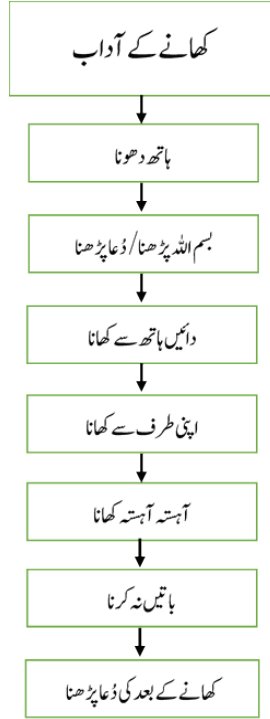 کھانے کے آداب
ہاتھ دھونا
بسم اللہ پڑھنا/دُعا پڑھنا
دائیں ہاتھ سے کھانا
اپنی طرف سے کھانا
آہستہ آہستہ کھانا
باتیں نہ کرنا
کھانے کے بعد کی دُعا پڑھنا